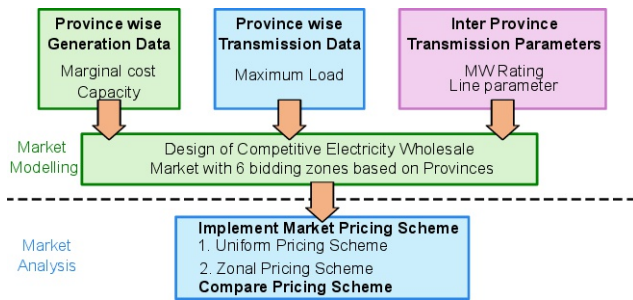 Province wise
Generation Data
Marginal cost
Capacity
Province wise
Transmission Data
Maximum Load
Inter Province
Transmission Parameters
MW Rating
Line parameter
Market
Modelling
Design of Competitive Electricity Wholesale
Market with 6 bidding zones based on Provinces
Market
Analysis
Implement Market Pricing Scheme
1. Uniform Pricing Scheme
2. Zonal Pricing Scheme
Compare Pricing Scheme